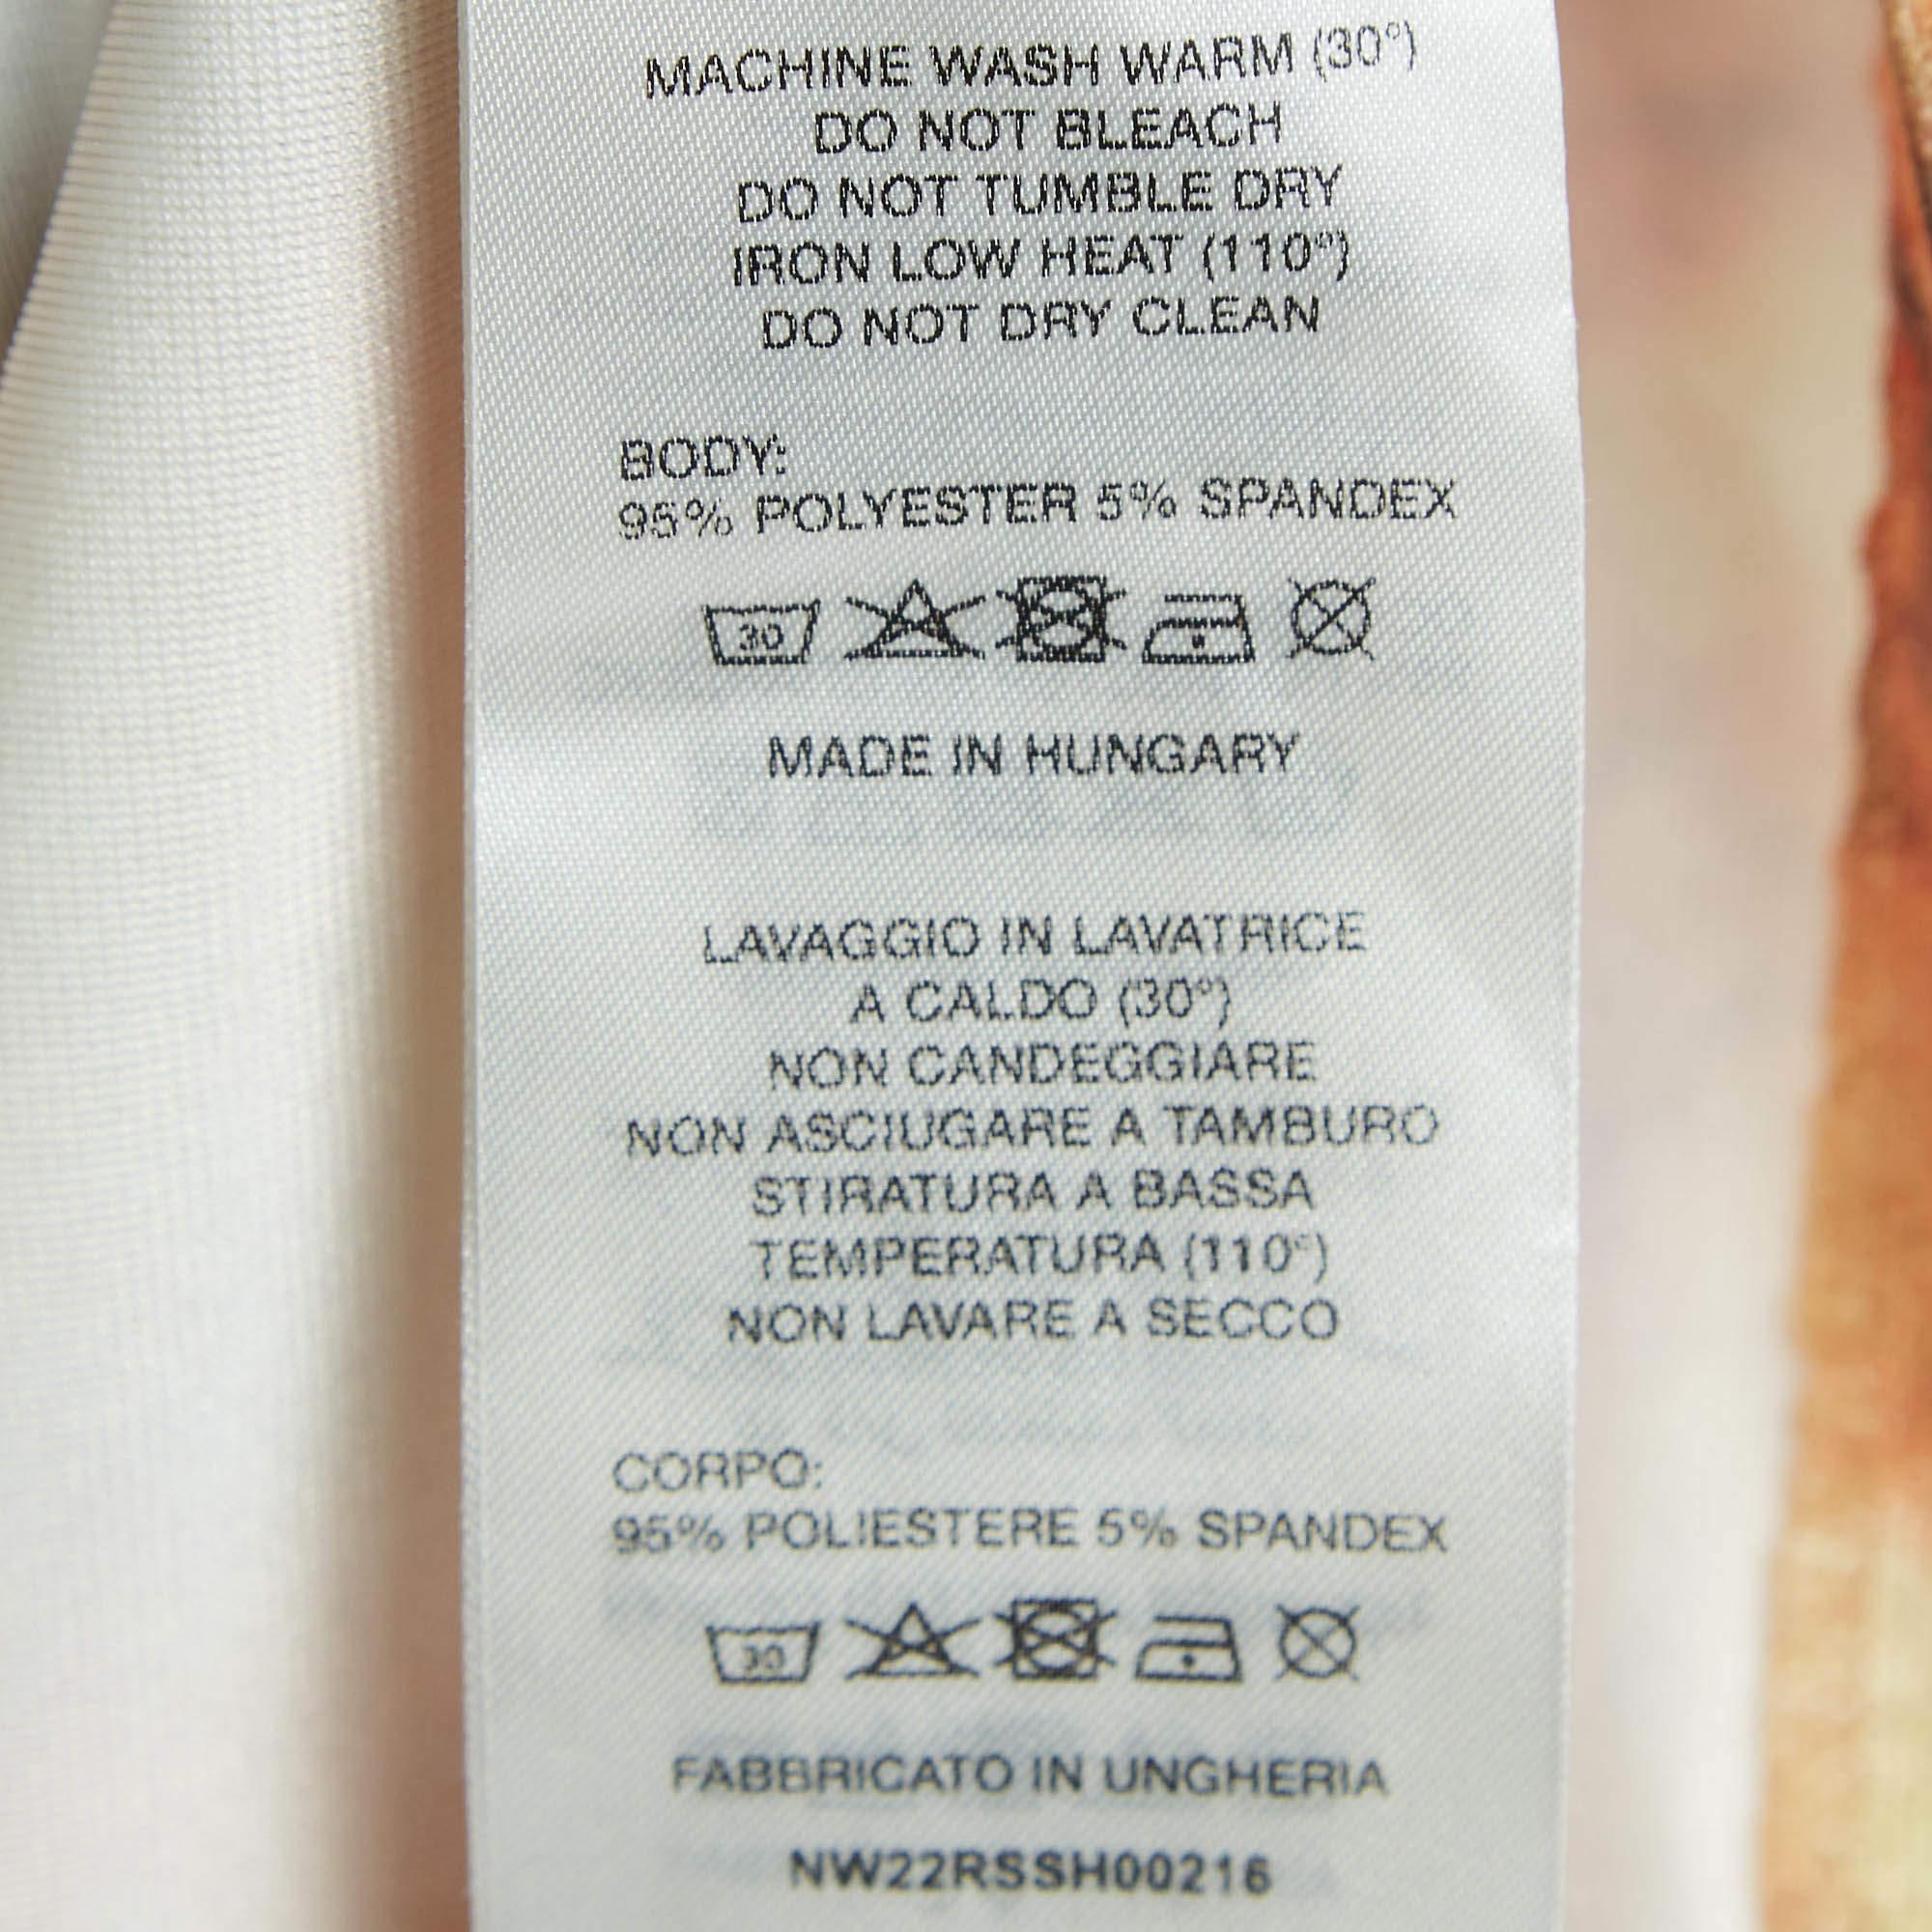 MACHINE WASH WARM (30°)
DO NOT BLEACH
DO NOT TUMBLE DRY
IRON LOW HEAT (110°)
DO NOT DRY CLEAN
BODY:
95% POLYESTER 5% SPANDEX
30
MADE IN HUNGARY
LAVAGGIO IN LAVATRICE
A CALDO (30°)
NON CANDEGGIARE
NON ASCIUGARE A TAMBURO
STIRATURA A BASSA
TEMPERATURA (110°)
NON LAVARE A SECCO
CORPO:
95% POLIESTERE 5% SPANDEX
30
FABBRICATO IN UNGHERIA
NW22RSSH00216